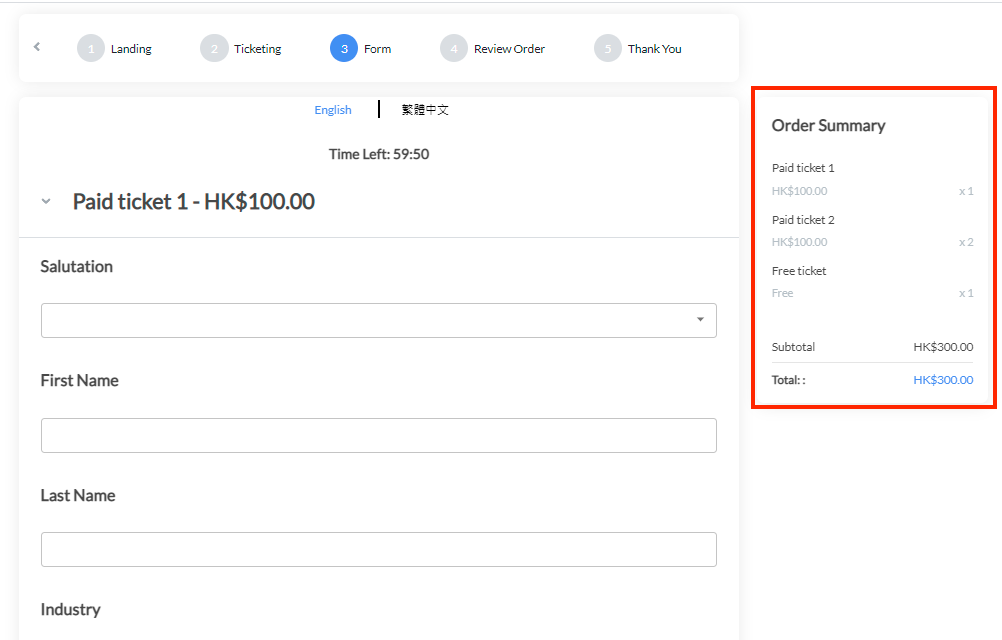 1 Landing 2 Ticketing 3 Form 4 Review Order 5 Thank You
English 繁體中文
Time Left: 59:50
Paid ticket 1 - HK$100.00
Salutation
First Name
Last Name
Industry
Order Summary
Paid ticket 1
HK$100.00 x 1
Paid ticket 2
HK$100.00 x 2
Free ticket
Free x 1
Subtotal HK$300.00
Total: : HK$300.00